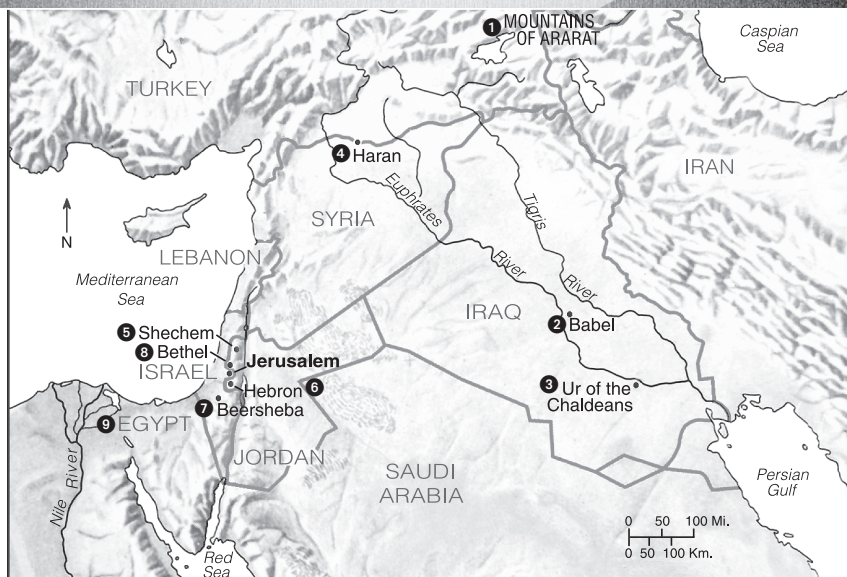 1 MOUNTAINS
OF ARARAT
Caspian
Sea
TURKEY
4 Haran
IRAN
Euphrates
River
Tigris
River
SYRIA
N
LEBANON
Mediterranean
Sea
IRAQ
2 Babel
5 Shechem
8 Bethel
Jerusalem
ISRAEL
Hebron 6
7 Beersheba
3 Ur of the
Chaldeans
9 EGYPT
JORDAN
SAUDI
ARABIA
Nile River
Persian
Gulf
Red
Sea
0 50 100 Mi.
0 50 100 Km.